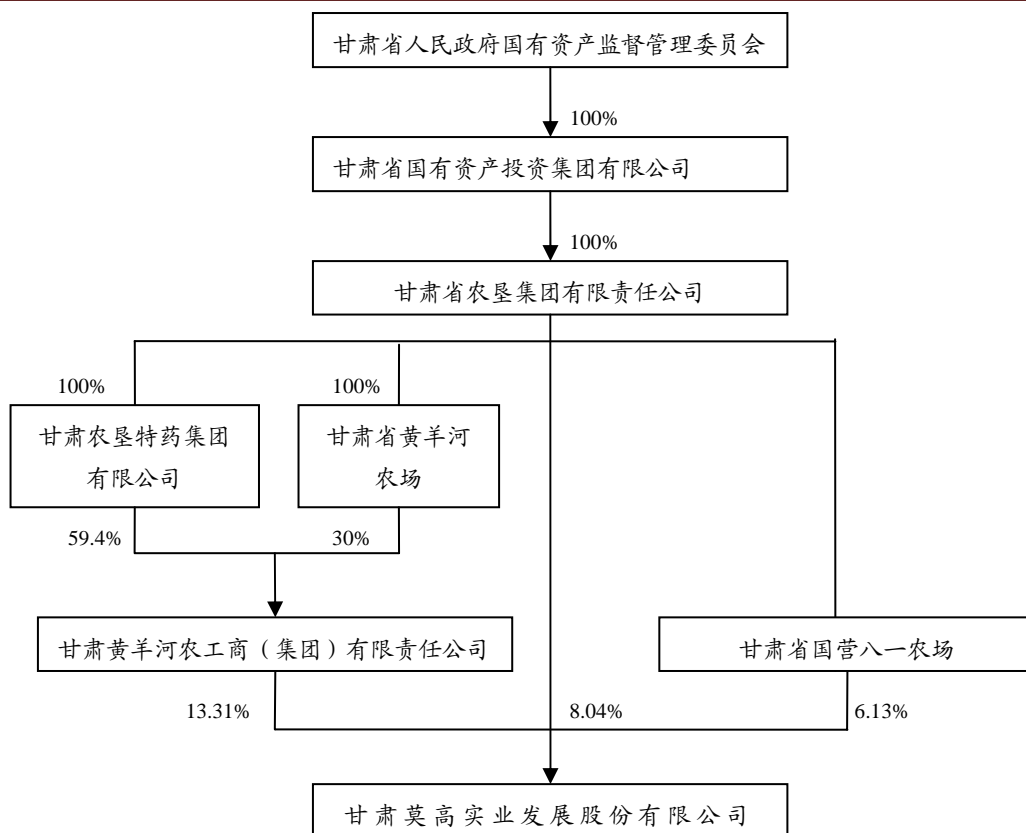 甘肃省人民政府国有资产监督管理委员会
100%
甘肃省国有资产投资集团有限公司
100%
甘肃省农垦集团有限责任公司
100%
100%
甘肃农垦特药集团
有限公司
甘肃省黄羊河
农场
59.4%
30%
甘肃黄羊河农工商（集团）有限责任公司
甘肃省国营八一农场
13.31%
8.04%
6.13%
甘肃莫高实业发展股份有限公司